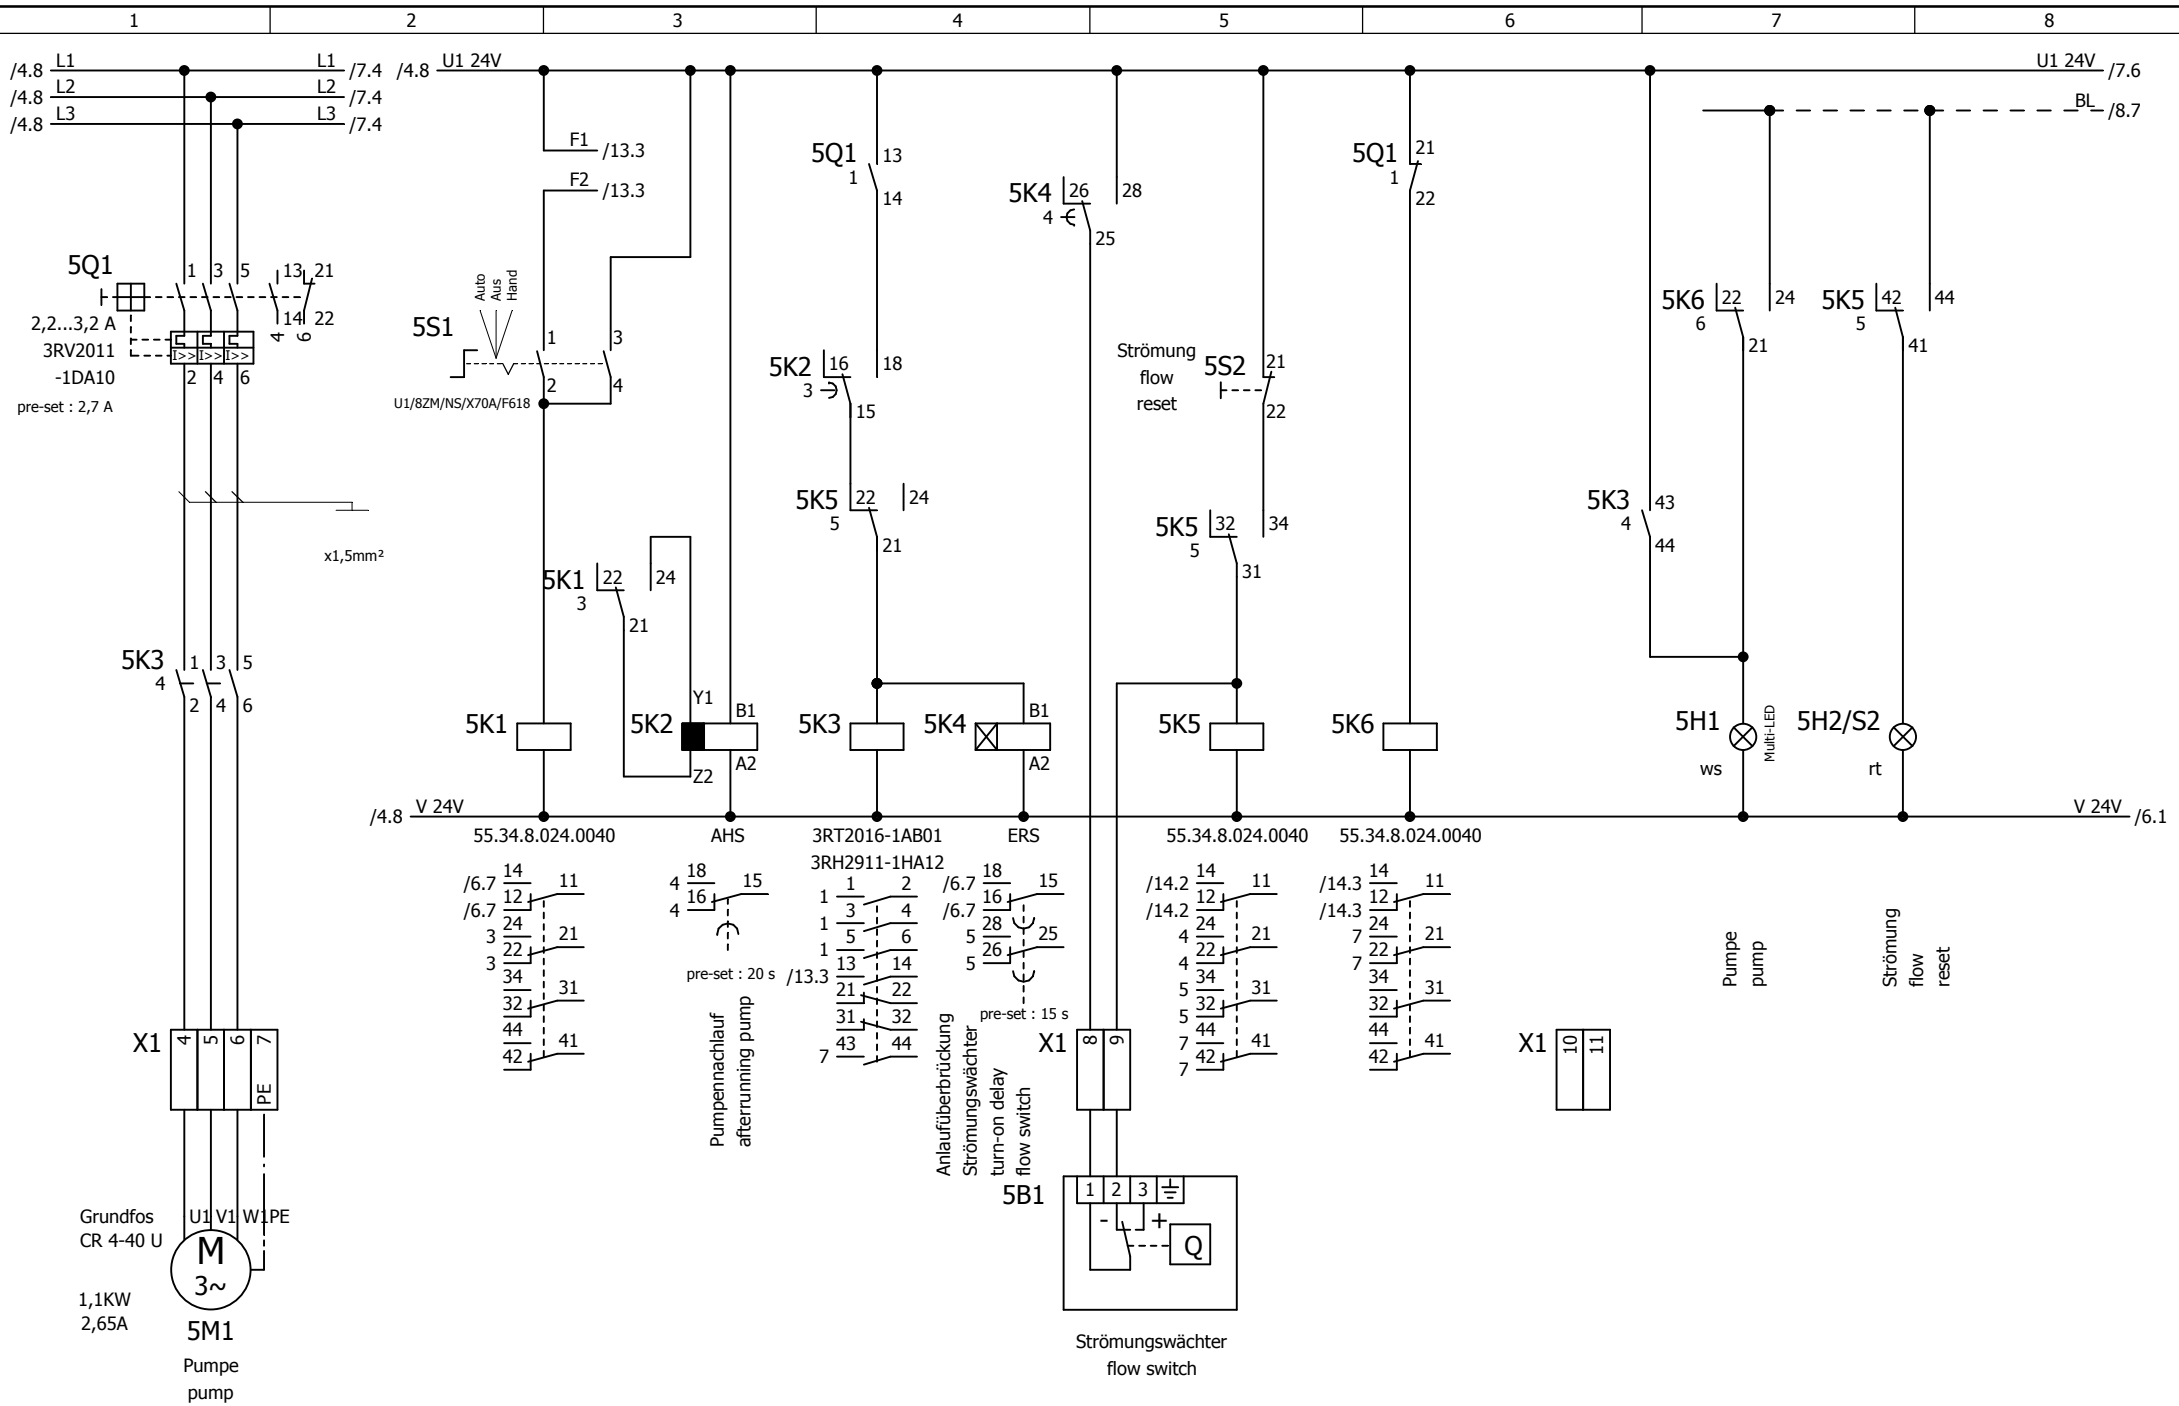 1 2 3 4 5 6 7 8
/4.8 L1 L1 /7.4 /4.8 U1 24V U1 24V /7.6
/4.8 L2 L2 /7.4
/4.8 L3 L3 /7.4
BL /8.7
F1 /13.3
F2 /13.3
5Q1
1 3 5 13 21
2,2...3,2 A
14 22
4 6
3RV2011
I>> I>> I>>
-1DA10
2 4 6
pre-set : 2,7 A
x1,5mm²
5K3
4
1 3 5
2 4 6
X1
4 5 6 7
PE
Grundfos
CR 4-40 U
U1 V1 W1 PE
M
3~
1,1KW
2,65A
5M1
Pumpe
pump
Auto
Aus
Hand
5S1
1 3
2 4
U1/8ZM/NS/X70A/F618
5K1
3
22 24
21
5Q1
1
13
14
5K2
3
16 18
15
5K5
5
22 24
21
5K4
4
26 28
25
Strömung
flow
reset
5S2
21
22
5K5
5
32 34
31
5Q1
1
21
22
5K3
4
43
44
5K6
6
22 24
21
5K5
5
42 44
41
5K1
5K2
Y1
Z2
B1
A2
5K3
5K4
B1
A2
5K5
5K6
5H1
Multi-LED
ws
5H2/S2
rt
/4.8 V 24V V 24V /6.1
55.34.8.024.0040
/6.7 14 11
/6.7 12
3 24 21
3 22
34 31
32
44 41
42
AHS
4 18 15
4 16
pre-set : 20 s
Pumpennachlauf
afterrunning pump
3RT2016-1AB01
3RH2911-1HA12
1 1 2
1 3 4
1 5 6
/13.3 13 14
21 22
31 32
7 43 44
ERS
/6.7 18 15
/6.7 16
5 28 25
5 26
pre-set : 15 s
Anlaufüberbrückung
Strömungswächter
turn-on delay
flow switch
X1
8 9
5B1
1 2 3
- +
Q
Strömungswächter
flow switch
55.34.8.024.0040
/14.2 14 11
/14.2 12
4 24 21
4 22
5 34 31
5 32
7 44 41
7 42
55.34.8.024.0040
/14.3 14 11
/14.3 12
7 24 21
7 22
34 31
32
44 41
42
X1
10 11
Pumpe
pump
Strömung
flow
reset